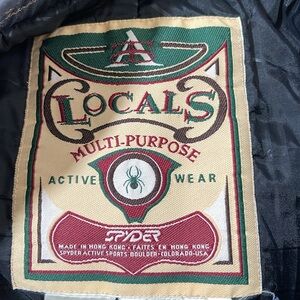 LOCALS
MULTI-PURPOSE
ACTIVE WEAR
SPYDER
MADE IN HONG KONG • FAITES EN HONG KONG
SPYDER ACTIVE SPORTS BOULDER • COLORADO • USA